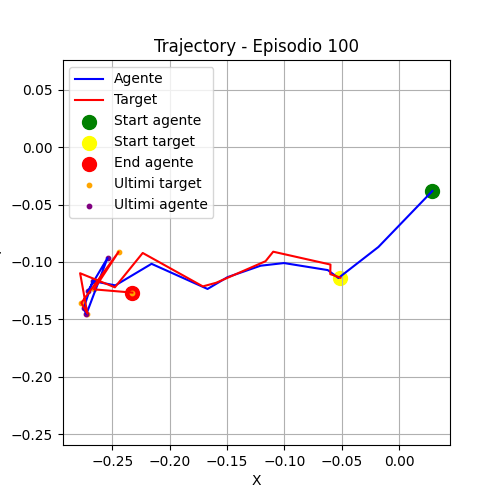 Trajectory - Episodio 100
Agente
Target
Start agente
Start target
End agente
Ultimi target
Ultimi agente
0.05
0.00
−0.05
−0.10
−0.15
−0.20
−0.25
−0.25
−0.20
−0.15
−0.10
−0.05
0.00
X